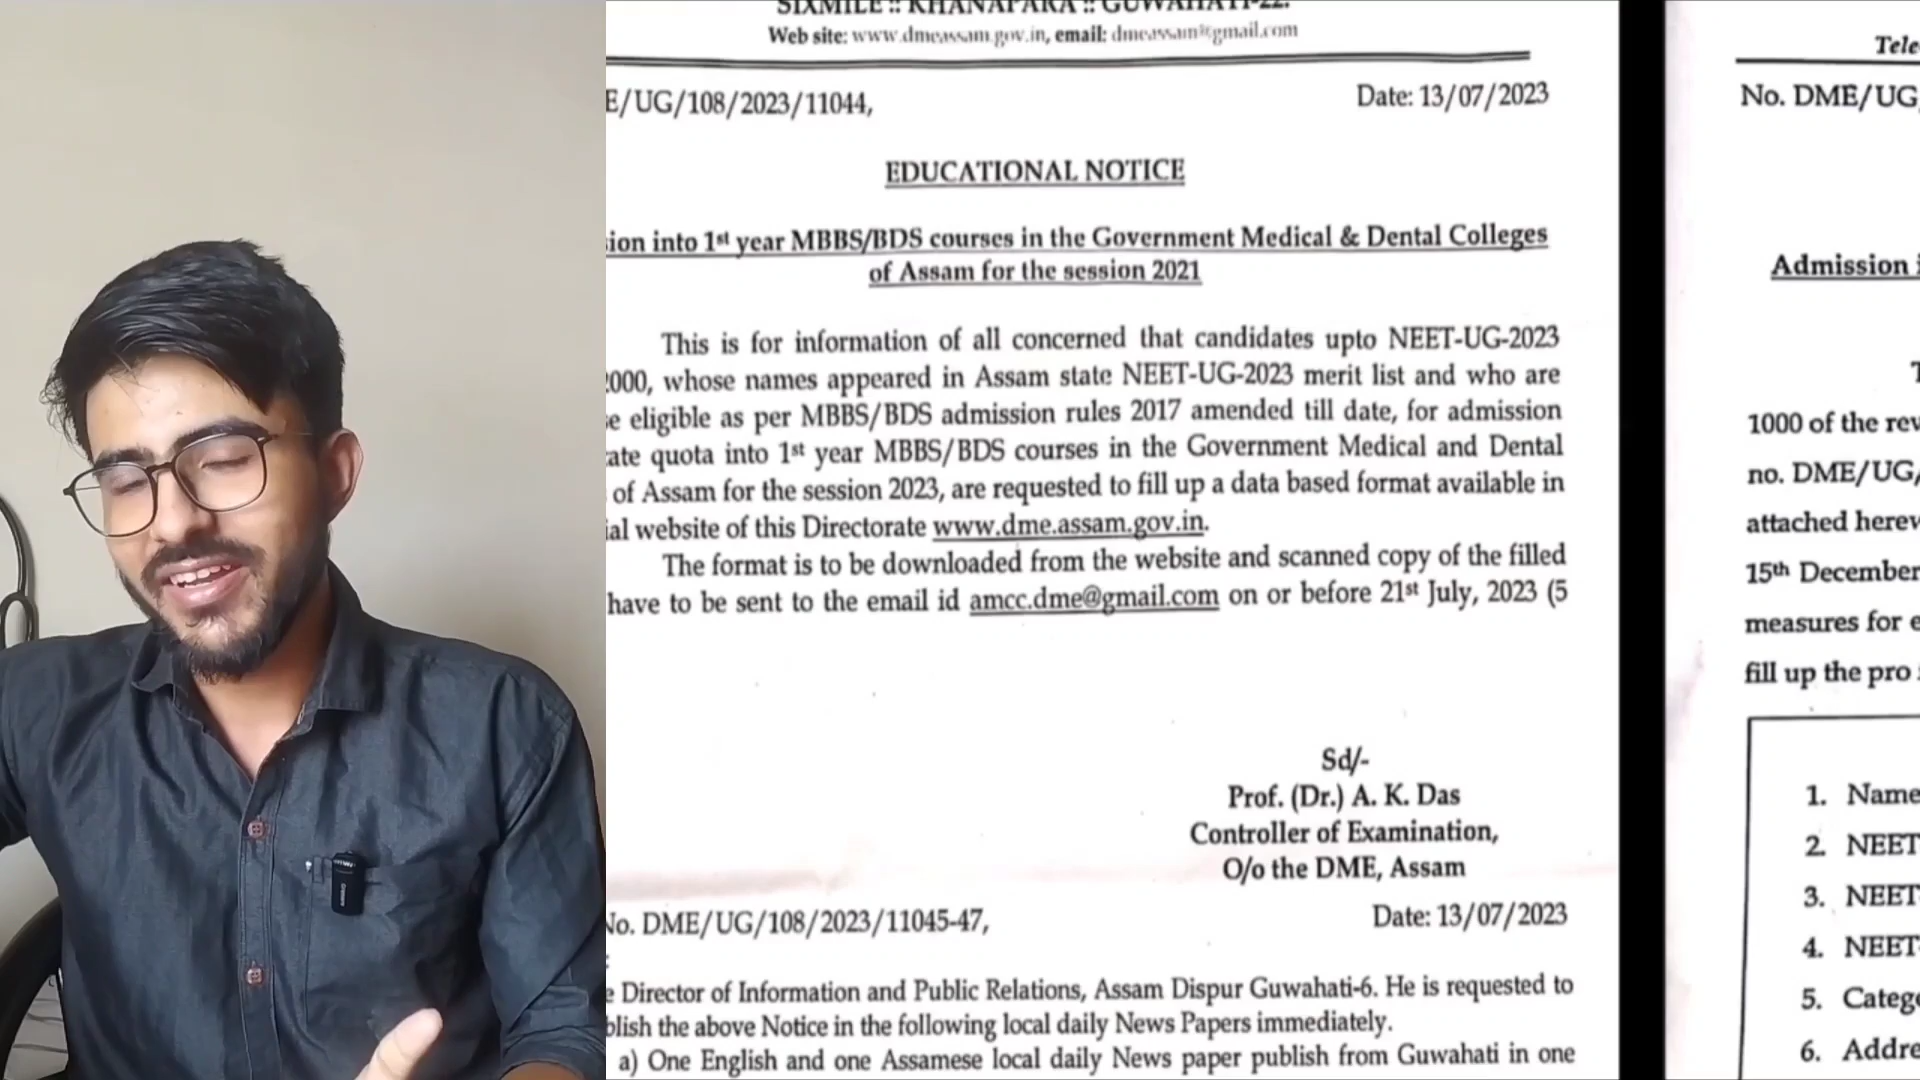 SIXMILE :: KHANAPARA :: GUWAHATI-22.
Web site: www.dmeassam.gov.in, email: dmeassam@gmail.com
E/UG/108/2023/11044,
Date: 13/07/2023
EDUCATIONAL NOTICE
ion into 1st year MBBS/BDS courses in the Government Medical & Dental Colleges
of Assam for the session 2021
This is for information of all concerned that candidates upto NEET-UG-2023
000, whose names appeared in Assam state NEET-UG-2023 merit list and who are
e eligible as per MBBS/BDS admission rules 2017 amended till date, for admission
ate quota into 1st year MBBS/BDS courses in the Government Medical and Dental
of Assam for the session 2023, are requested to fill up a data based format available in
al website of this Directorate www.dme.assam.gov.in.
The format is to be downloaded from the website and scanned copy of the filled
have to be sent to the email id amcc.dme@gmail.com on or before 21st July, 2023 (5
Sd/-
Prof. (Dr.) A. K. Das
Controller of Examination,
O/o the DME, Assam
No. DME/UG/108/2023/11045-47,
Date: 13/07/2023
e Director of Information and Public Relations, Assam Dispur Guwahati-6. He is requested to
blish the above Notice in the following local daily News Papers immediately.
a) One English and one Assamese local daily News paper publish from Guwahati in one
Tele
No. DME/UG
Admission i
T
1000 of the rev
no. DME/UG/
attached herew
15th December
measures for e
fill up the pro
1. Name
2. NEET
3. NEET
4. NEET
5. Catego
6. Addre